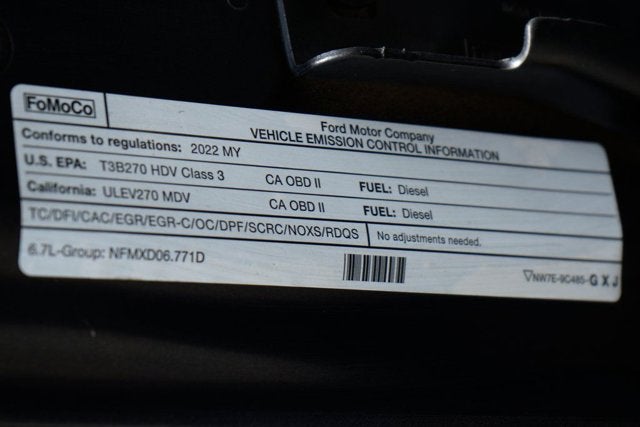 FoMoCo
Ford Motor Company
VEHICLE EMISSION CONTROL INFORMATION
Conforms to regulations: 2022 MY
U.S. EPA: T3B270 HDV Class 3 CA OBD II FUEL: Diesel
California: ULEV270 MDV CA OBD II FUEL: Diesel
TC/DFI/CAC/EGR/EGR-C/OC/DPF/SCRC/NOXS/RDQS No adjustments needed.
6.7L-Group: NFMXD06.771D
▽NW7E-9C485-G X J